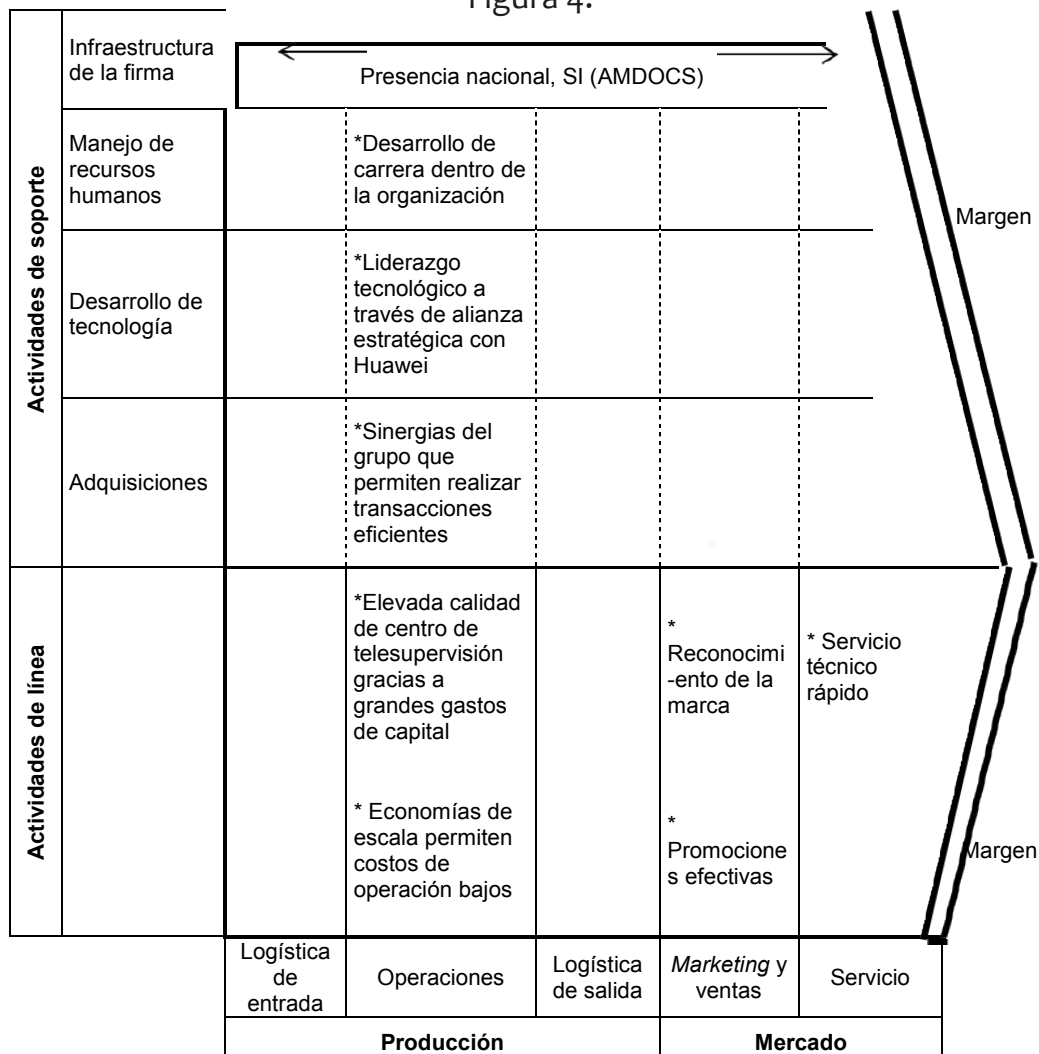 Figura 4.
Infraestructura
de la firma
Presencia nacional, SI (AMDOCS)
Actividades de soporte
Manejo de
recursos
humanos
*Desarrollo de
carrera dentro de
la organización
Margen
Desarrollo de
tecnología
*Liderazgo
tecnológico a
través de alianza
estratégica con
Huawei
Adquisiciones
*Sinergias del
grupo que
permiten realizar
transacciones
eficientes
Actividades de línea
*Elevada calidad
de centro de
telesupervisión
gracias a
grandes gastos
de capital
* Economías de
escala permiten
costos de
operación bajos
*
Reconocimi
-ento de la
marca
*
Promocione
s efectivas
* Servicio
técnico
rápido
Margen
Logística
de
entrada
Operaciones
Logística
de salida
Marketing y
ventas
Servicio
Producción
Mercado